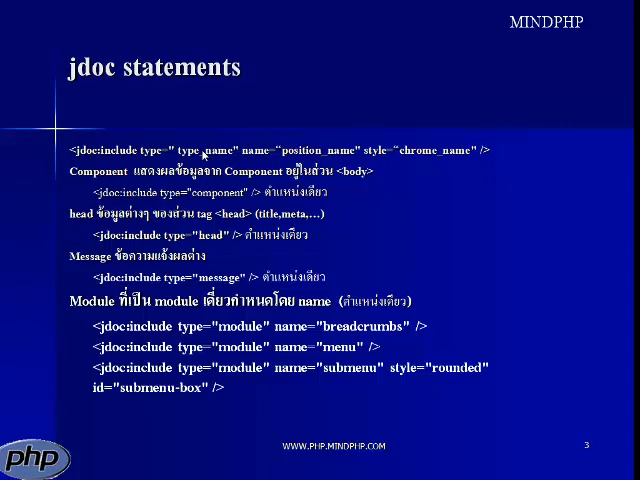 MINDPHP
jdoc statements
<jdoc:include type=" type_name" name="position_name" style="chrome_name" />
Component แสดงผลข้อมูลจาก Component อยู่ในส่วน <body>
<jdoc:include type="component" /> ตำแหน่งเดียว
head ข้อมูลต่างๆ ของส่วน tag <head> (title,meta,...)
<jdoc:include type="head" /> ตำแหน่งเดียว
Message ข้อความแจ้งผลต่าง
<jdoc:include type="message" /> ตำแหน่งเดียว
Module ที่เป็น module เดี่ยวกำหนดโดย name (ตำแหน่งเดียว)
<jdoc:include type="module" name="breadcrumbs" />
<jdoc:include type="module" name="menu" />
<jdoc:include type="module" name="submenu" style="rounded"
id="submenu-box" />
WWW.PHP.MINDPHP.COM
3
php